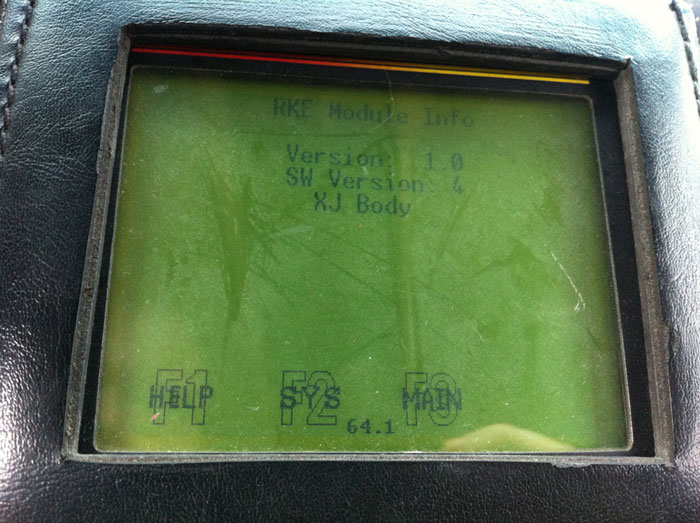 RKE Module Info
Version: 1.0
SW Version: 4
XJ Body
F1 HELP F2 SYS F3 MAIN
64.1